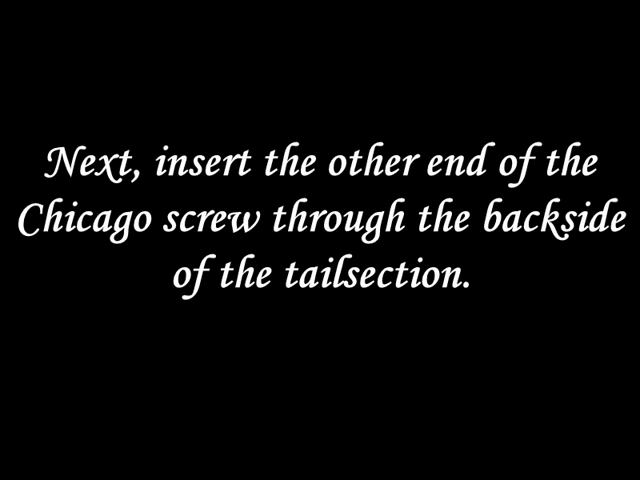 Next, insert the other end of the
Chicago screw through the backside
of the tailsection.